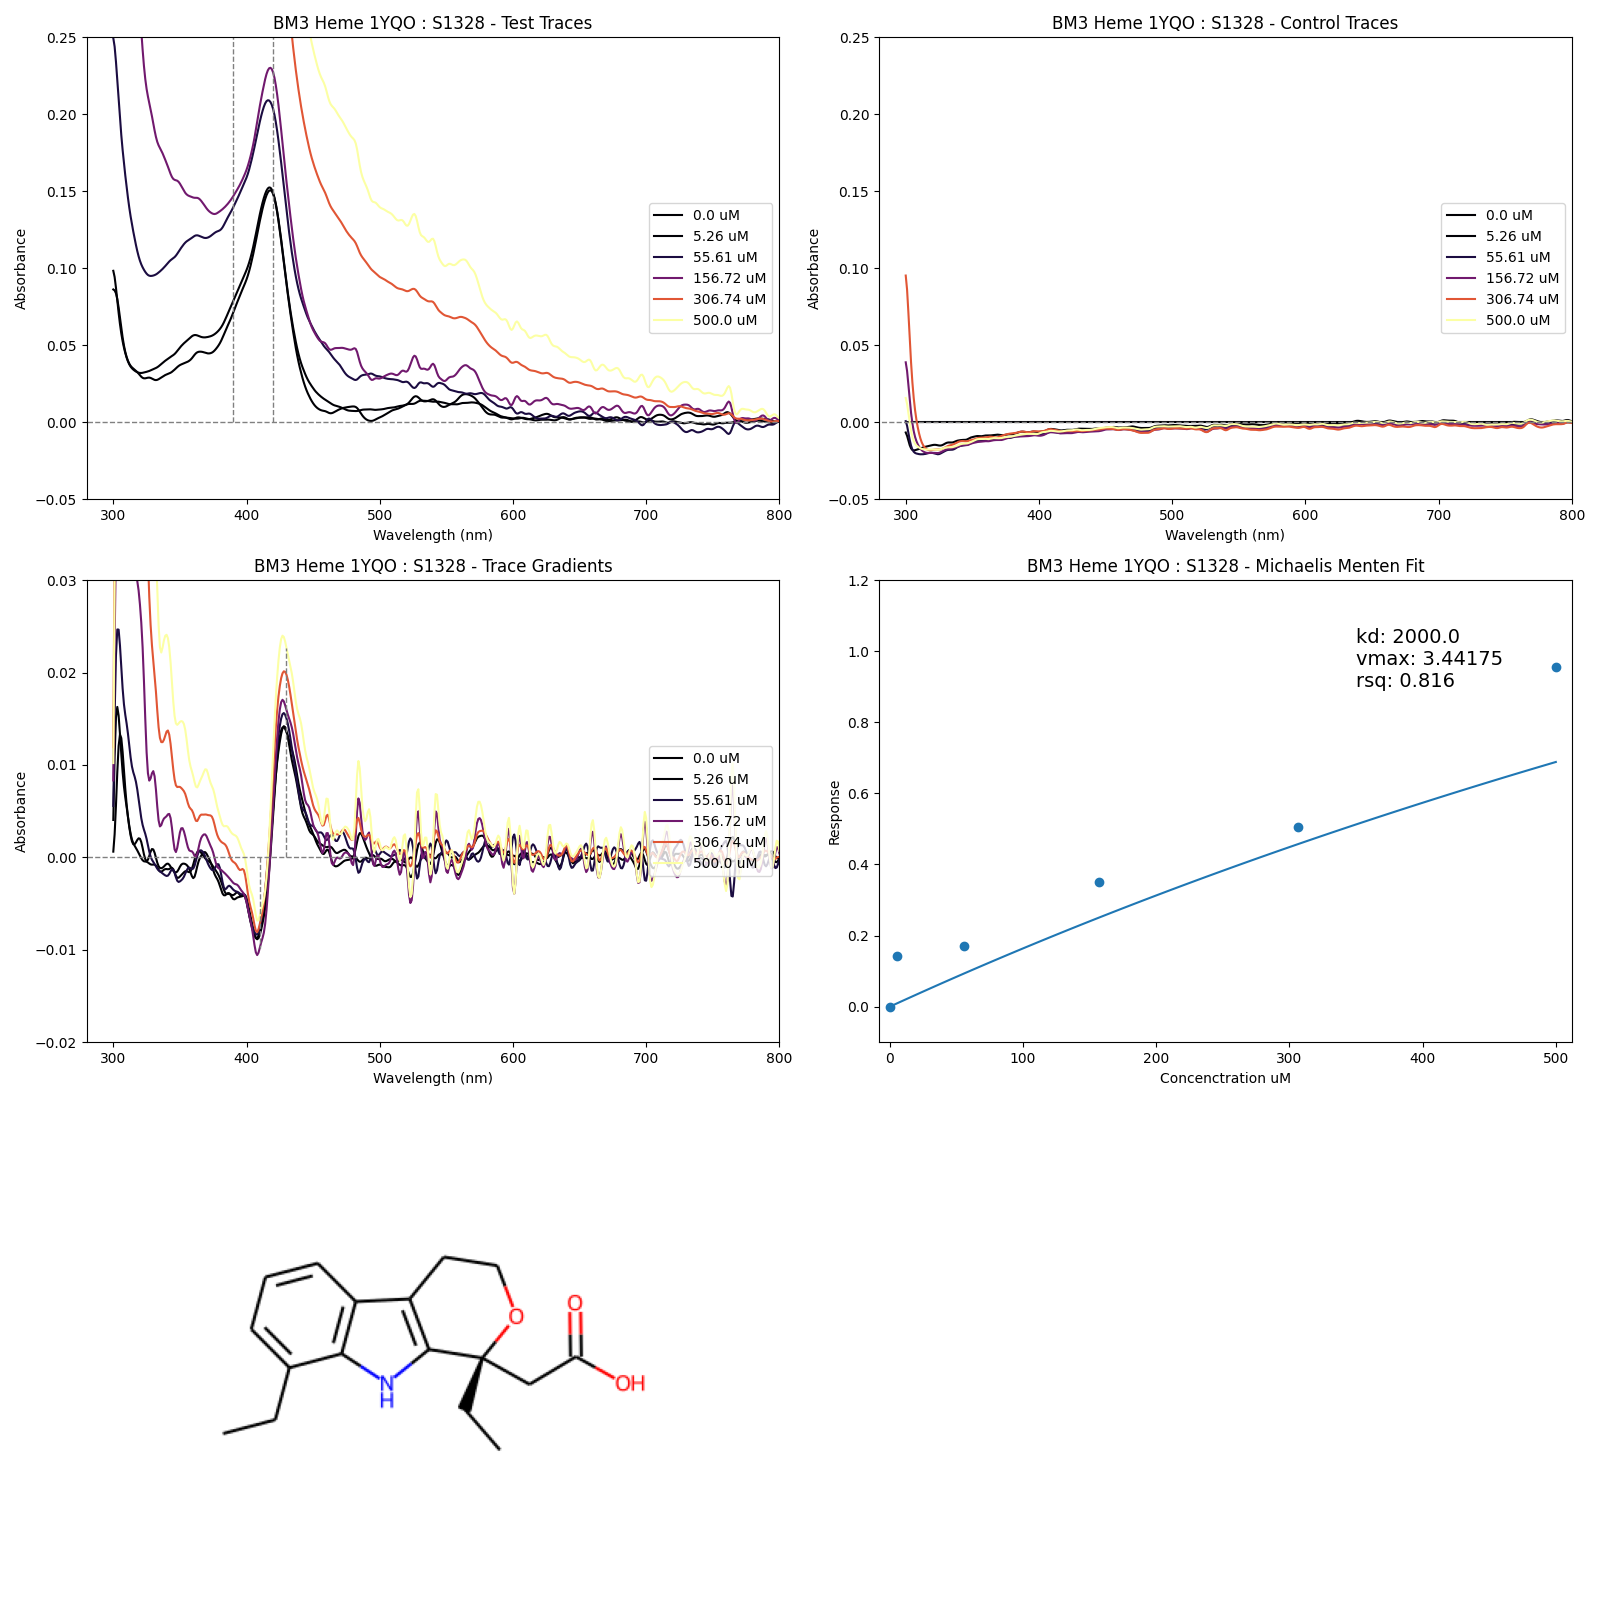 BM3 Heme 1YQO : S1328 - Test Traces
0.25
0.20
0.15
0.10
0.05
0.00
−0.05
Absorbance
300 400 500 600 700 800
Wavelength (nm)
0.0 uM
5.26 uM
55.61 uM
156.72 uM
306.74 uM
500.0 uM
BM3 Heme 1YQO : S1328 - Control Traces
0.25
0.20
0.15
0.10
0.05
0.00
−0.05
Absorbance
300 400 500 600 700 800
Wavelength (nm)
0.0 uM
5.26 uM
55.61 uM
156.72 uM
306.74 uM
500.0 uM
BM3 Heme 1YQO : S1328 - Trace Gradients
0.03
0.02
0.01
0.00
−0.01
−0.02
Absorbance
300 400 500 600 700 800
Wavelength (nm)
0.0 uM
5.26 uM
55.61 uM
156.72 uM
306.74 uM
500.0 uM
BM3 Heme 1YQO : S1328 - Michaelis Menten Fit
1.2
1.0
0.8
0.6
0.4
0.2
0.0
Response
kd: 2000.0
vmax: 3.44175
rsq: 0.816
0 100 200 300 400 500
Concenctration uM
O
O
OH
N
H